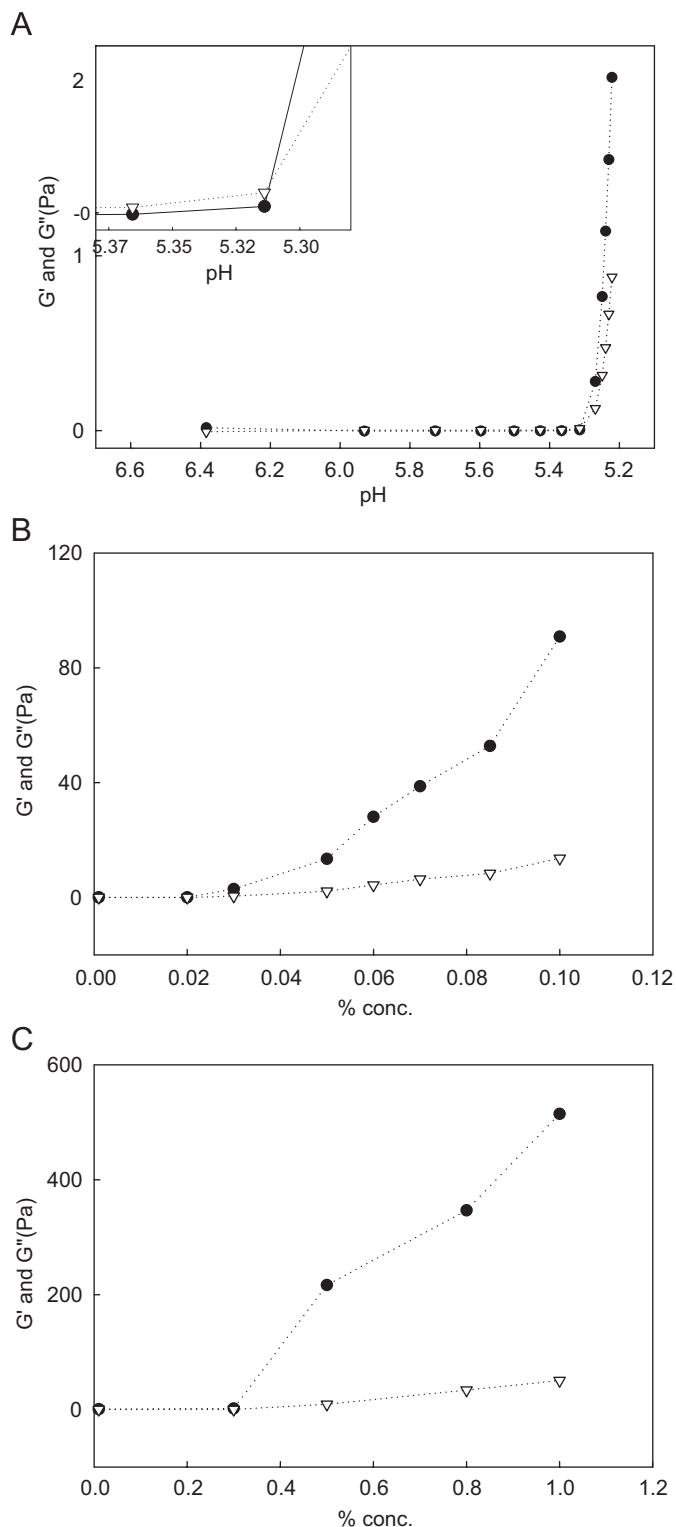 A
G' and G"(Pa)
2
1
0
-0
5.37 5.35 5.32 5.30
pH
6.6 6.4 6.2 6.0 5.8 5.6 5.4 5.2
pH
B
G' and G"(Pa)
120
80
40
0
0.00 0.02 0.04 0.06 0.08 0.10 0.12
% conc.
C
G' and G"(Pa)
600
400
200
0
0.0 0.2 0.4 0.6 0.8 1.0 1.2
% conc.